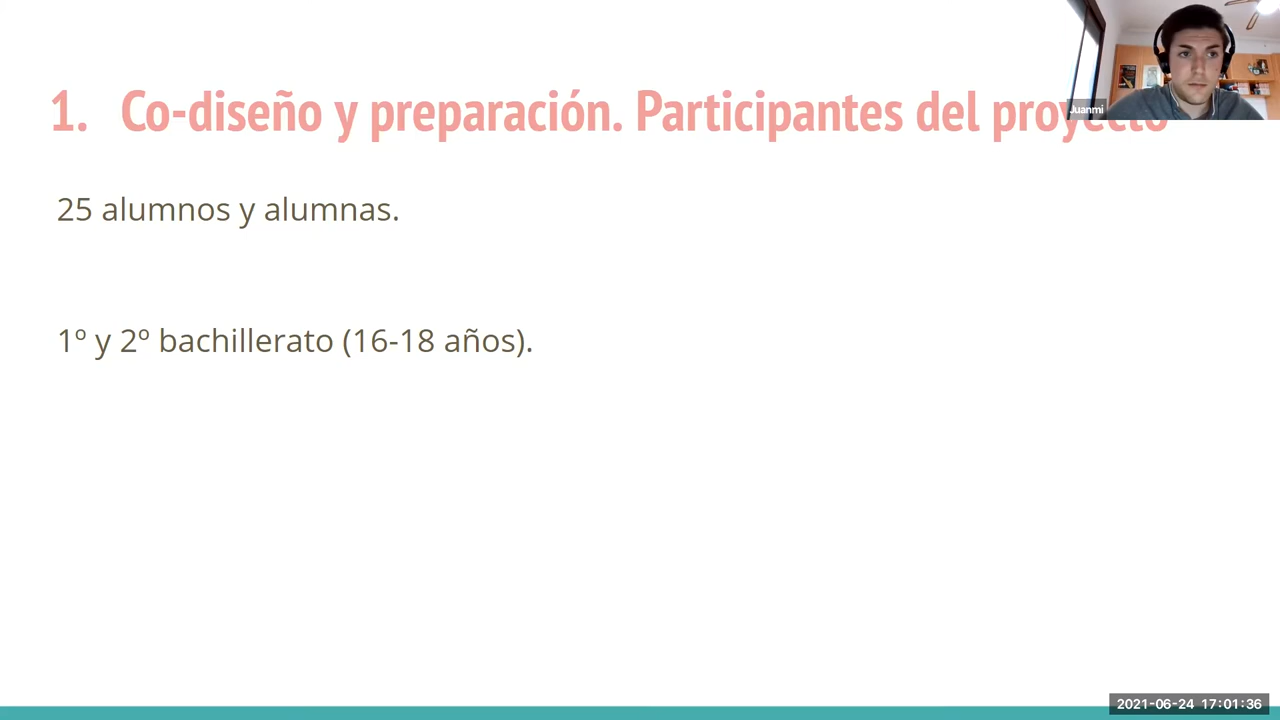 1. Co-diseño y preparación. Participantes del proyecto
Juanmi
25 alumnos y alumnas.
1º y 2º bachillerato (16-18 años).
2021-06-24 17:01:36